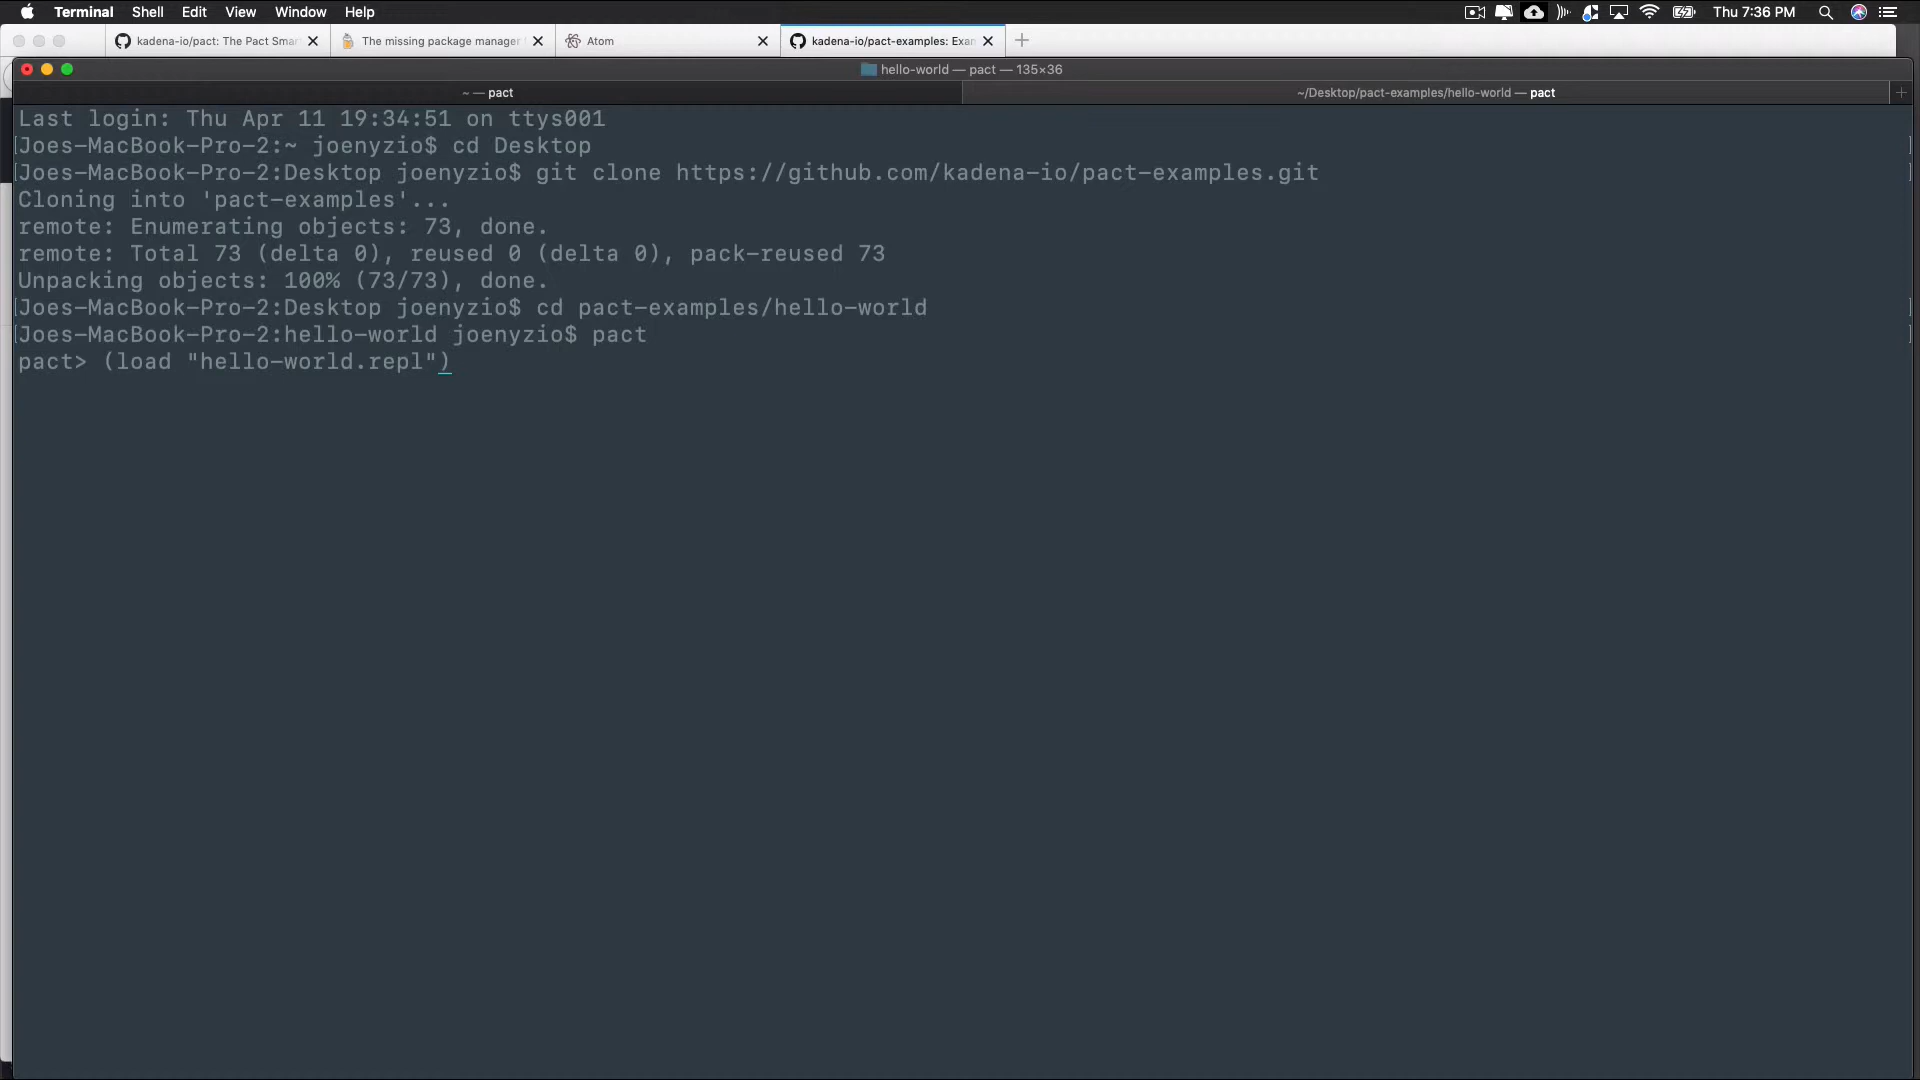 Terminal Shell Edit View Window Help Thu 7:36 PM
kadena-io/pact: The Pact Smar The missing package manager Atom kadena-io/pact-examples: Exan
hello-world — pact — 135×36
~ — pact ~/Desktop/pact-examples/hello-world — pact
Last login: Thu Apr 11 19:34:51 on ttys001
[Joes-MacBook-Pro-2:~ joenyzio$ cd Desktop ]
[Joes-MacBook-Pro-2:Desktop joenyzio$ git clone https://github.com/kadena-io/pact-examples.git ]
Cloning into 'pact-examples'...
remote: Enumerating objects: 73, done.
remote: Total 73 (delta 0), reused 0 (delta 0), pack-reused 73
Unpacking objects: 100% (73/73), done.
[Joes-MacBook-Pro-2:Desktop joenyzio$ cd pact-examples/hello-world ]
[Joes-MacBook-Pro-2:hello-world joenyzio$ pact ]
pact> (load "hello-world.repl")